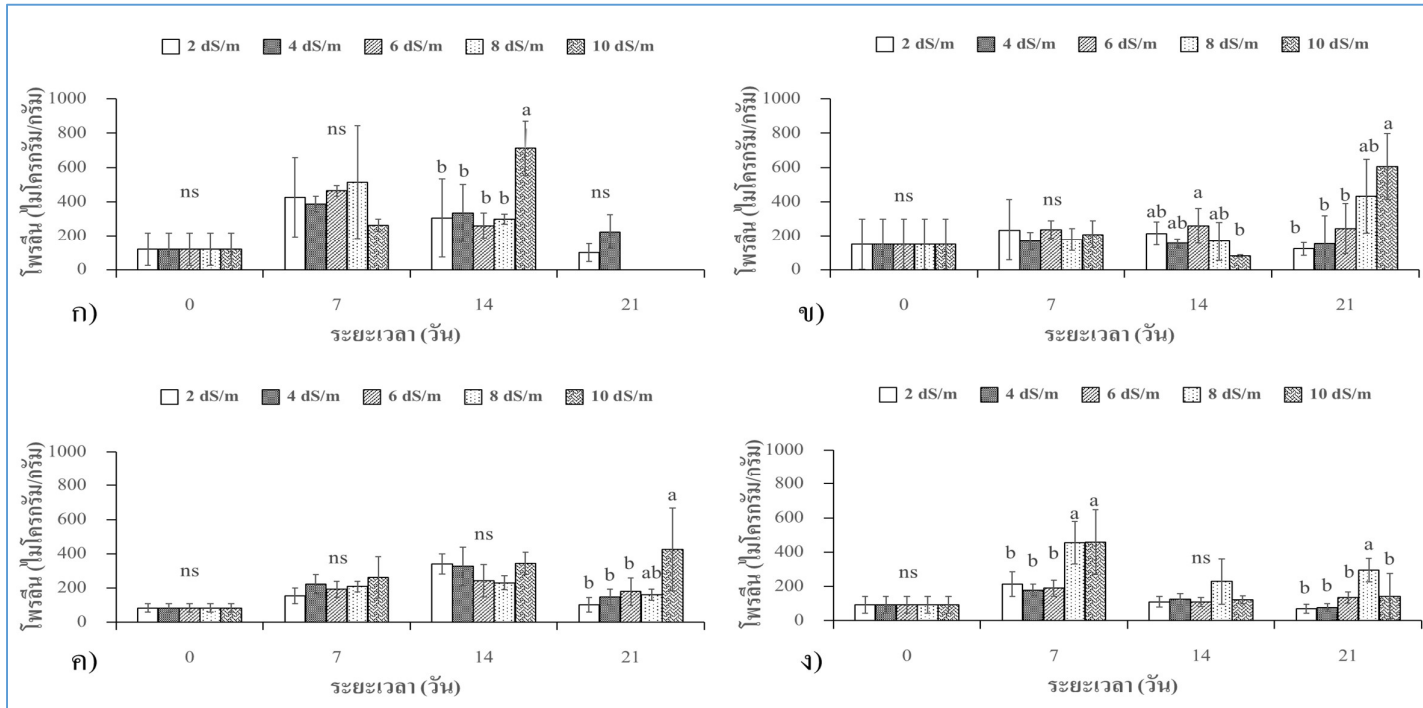 2 dS/m 4 dS/m 6 dS/m 8 dS/m 10 dS/m
โพรลีน (ไมโครกรัม/กรัม)
1000
800
600
400
200
0
ns
ns
b b b b a
ns
0 7 14 21
ก)
ระยะเวลา (วัน)
2 dS/m 4 dS/m 6 dS/m 8 dS/m 10 dS/m
โพรลีน (ไมโครกรัม/กรัม)
1000
800
600
400
200
0
ns
ns
ab ab a ab b
b b b ab a
0 7 14 21
ข)
ระยะเวลา (วัน)
2 dS/m 4 dS/m 6 dS/m 8 dS/m 10 dS/m
โพรลีน (ไมโครกรัม/กรัม)
1000
800
600
400
200
0
ns
ns
ns
b b b ab a
0 7 14 21
ค)
ระยะเวลา (วัน)
2 dS/m 4 dS/m 6 dS/m 8 dS/m 10 dS/m
โพรลีน (ไมโครกรัม/กรัม)
1000
800
600
400
200
0
ns
b b b a a
ns
b b b a b
0 7 14 21
ง)
ระยะเวลา (วัน)